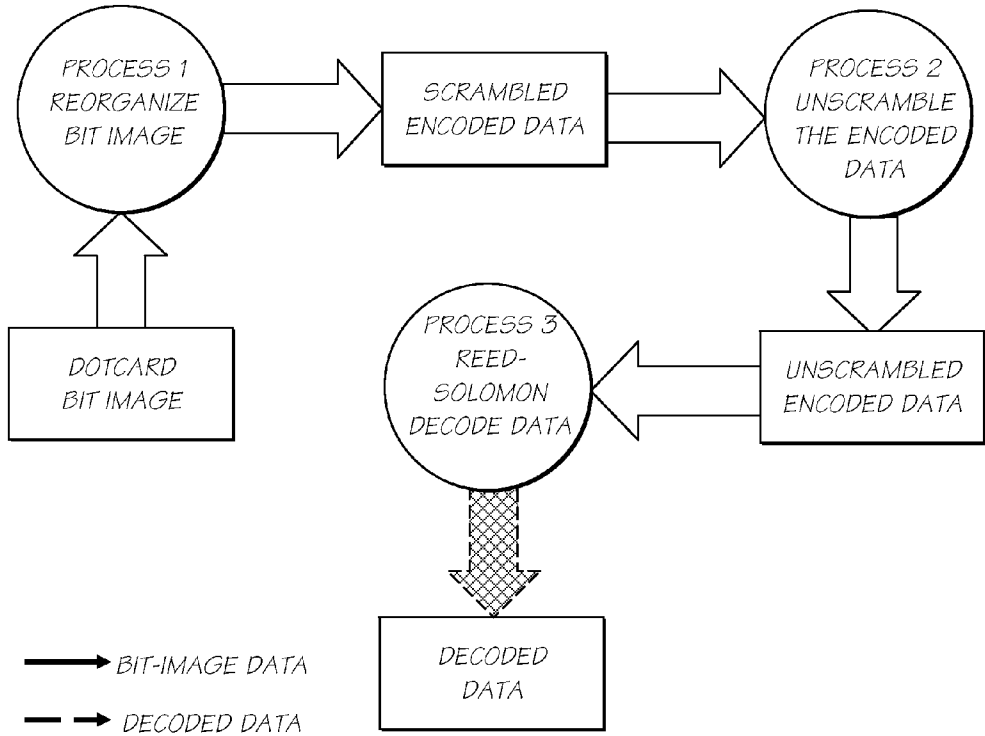 PROCESS 1
REORGANIZE
BIT IMAGE
SCRAMBLED
ENCODED DATA
PROCESS 2
UNSCRAMBLE
THE ENCODED
DATA
DOTCARD
BIT IMAGE
PROCESS 3
REED-
SOLOMON
DECODE DATA
UNSCRAMBLED
ENCODED DATA
DECODED
DATA
BIT-IMAGE DATA
DECODED DATA